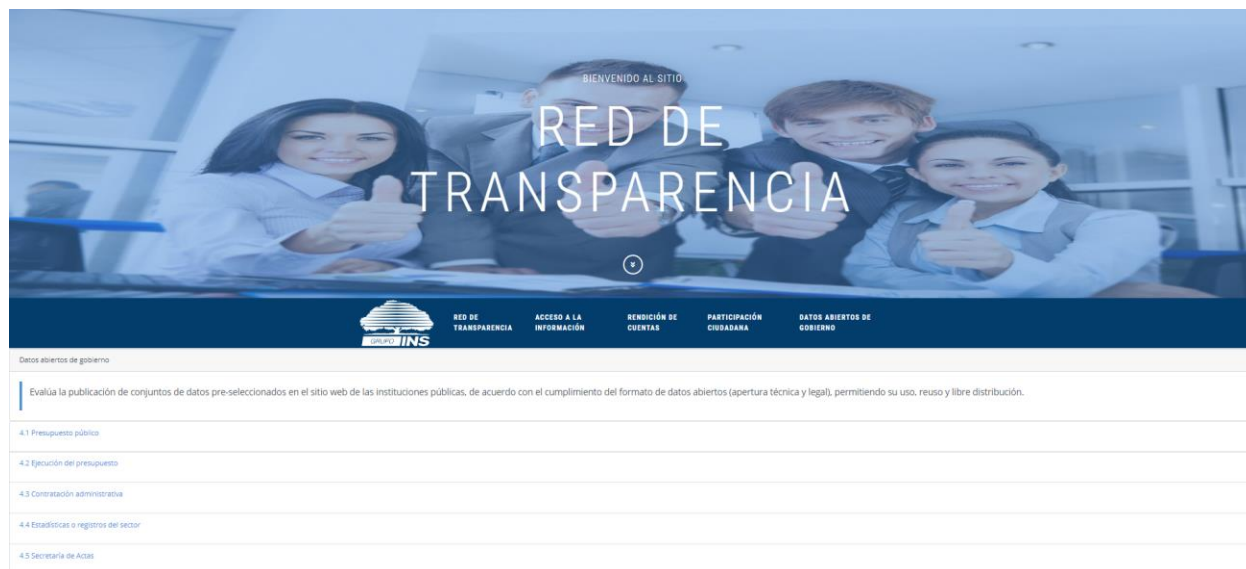 BIENVENIDO AL SITIO
RED DE
TRANSPARENCIA
GRUPO INS
RED DE
TRANSPARENCIA
ACCESO A LA
INFORMACIÓN
RENDICIÓN DE
CUENTAS
PARTICIPACIÓN
CIUDADANA
DATOS ABIERTOS DE
GOBIERNO
Datos abiertos de gobierno
Evalúa la publicación de conjuntos de datos pre-seleccionados en el sitio web de las instituciones públicas, de acuerdo con el cumplimiento del formato de datos abiertos (apertura técnica y legal), permitiendo su uso, reuso y libre distribución.
4.1 Presupuesto público
4.2 Ejecución del presupuesto
4.3 Contratación administrativa
4.4 Estadísticas o registros del sector
4.5 Secretaría de Actas